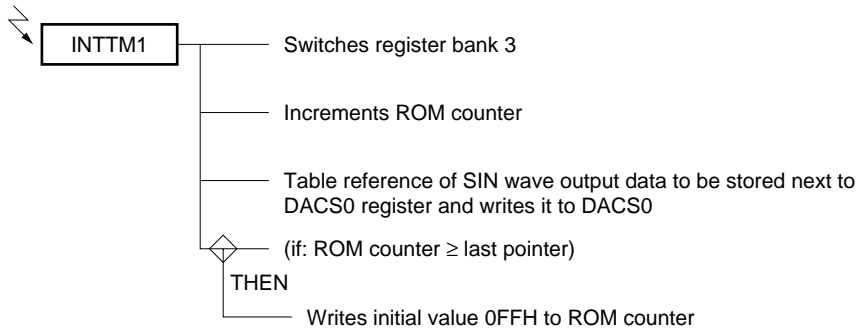 INTTM1
Switches register bank 3
Increments ROM counter
Table reference of SIN wave output data to be stored next to
DACS0 register and writes it to DACS0
(if: ROM counter ≥ last pointer)
THEN
Writes initial value 0FFH to ROM counter